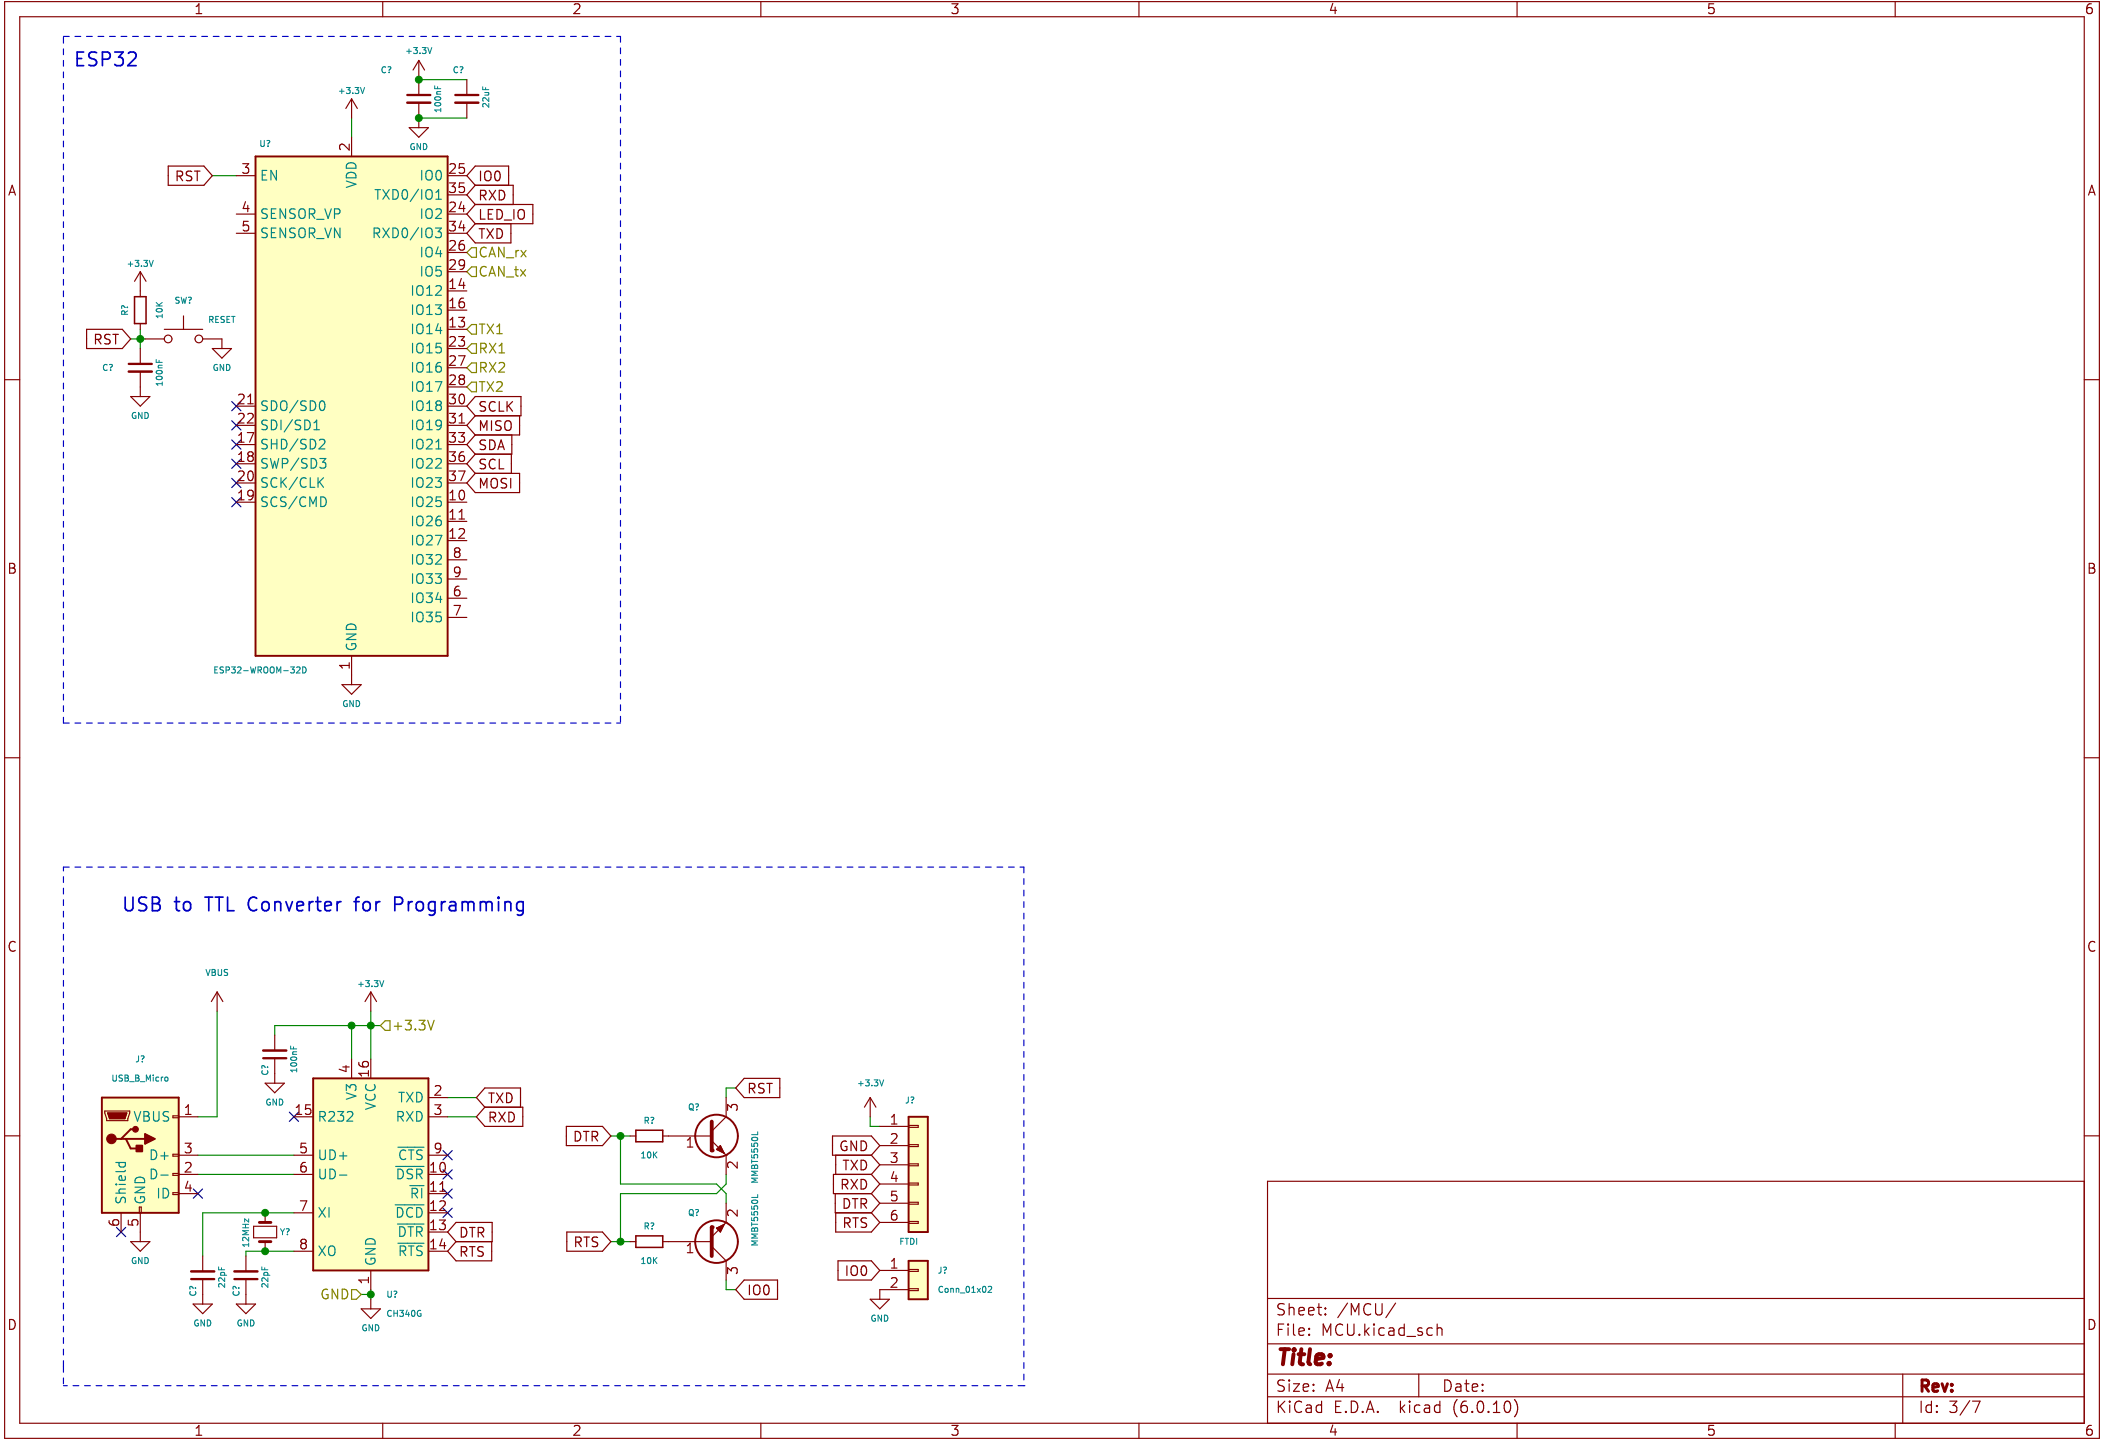 1 2 3 4 5 6
A A
B B
C C
D D
ESP32
+3.3V
C? C?
100nF 22uF
GND
+3.3V
U?
2
VDD
RST 3 EN
4 SENSOR_VP
5 SENSOR_VN
21 SDO/SD0
22 SDI/SD1
17 SHD/SD2
18 SWP/SD3
20 SCK/CLK
19 SCS/CMD
IO0 25 IO0
TXD0/IO1 35 RXD
IO2 24 LED_IO
RXD0/IO3 34 TXD
IO4 26 CAN_rx
IO5 29 CAN_tx
IO12 14
IO13 16
IO14 13 TX1
IO15 23 RX1
IO16 27 RX2
IO17 28 TX2
IO18 30 SCLK
IO19 31 MISO
IO21 33 SDA
IO22 36 SCL
IO23 37 MOSI
IO25 10
IO26 11
IO27 12
IO32 8
IO33 9
IO34 6
IO35 7
GND
1
ESP32-WROOM-32D
GND
+3.3V
R? 10K
SW?
RESET
RST
GND
C? 100nF
GND
USB to TTL Converter for Programming
VBUS
J?
USB_B_Micro
VBUS 1
D+ 3
D- 2
ID 4
Shield GND
6 5
GND
+3.3V
+3.3V
C? 100nF
GND
4 16
V3 VCC
15 R232
5 UD+
6 UD-
7 XI
8 XO
TXD 2 TXD
RXD 3 RXD
CTS 9
DSR 10
RI 11
DCD 12
DTR 13 DTR
RTS 14 RTS
GND
1
GND
U?
CH340G
GND
12MHz Y?
C? 22pF
C? 22pF
GND GND
DTR
R?
10K
Q?
1 3 2
MMBT5550L
RST
RTS
R?
10K
Q?
1 2 3
MMBT5550L
IO0
+3.3V
J?
1
GND 2
TXD 3
RXD 4
DTR 5
RTS 6
FTDI
IO0 1
2
J?
Conn_01x02
GND
Sheet: /MCU/
File: MCU.kicad_sch
Title:
Size: A4 Date: Rev:
KiCad E.D.A. kicad (6.0.10) Id: 3/7
1 2 3 4 5 6